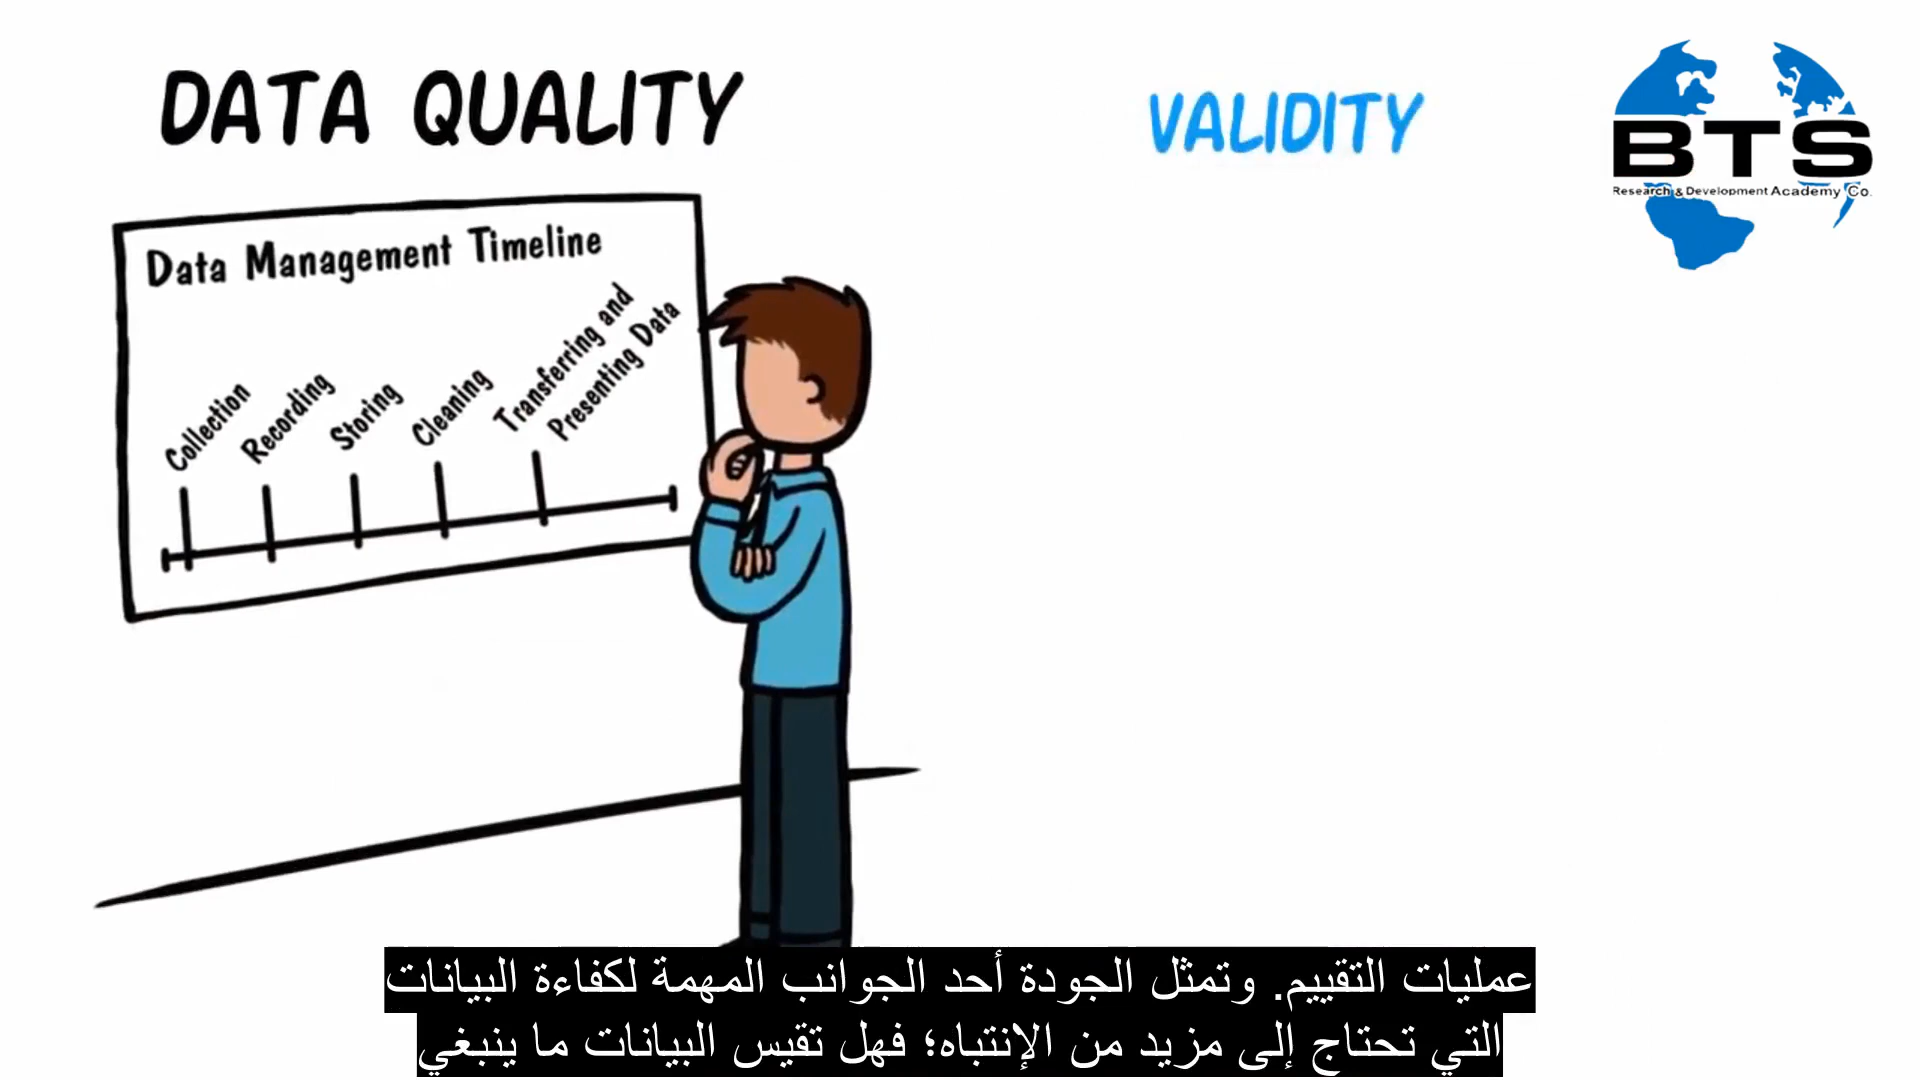 DATA QUALITY
VALIDITY
BTS
Research & Development Academy Co.
Data Management Timeline
Collection
Recording
Storing
Cleaning
Transferring and
Presenting Data
عمليات التقييم. وتمثل الجودة أحد الجوانب المهمة لكفاءة البيانات
التي تحتاج إلى مزيد من الإنتباه؛ فهل تقيس البيانات ما ينبغي